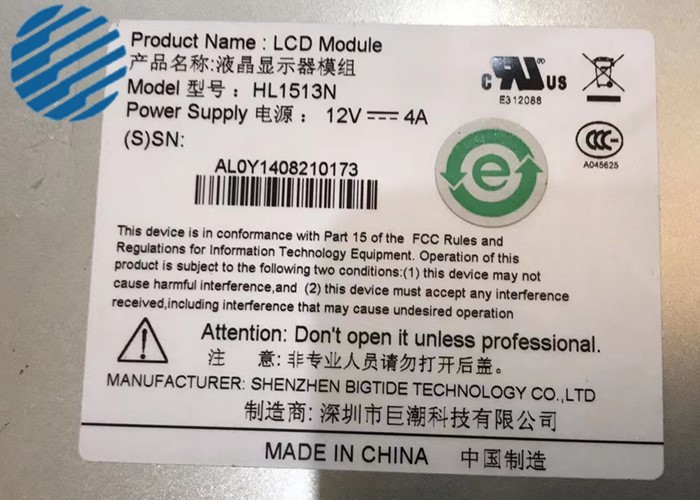 Product Name : LCD Module
产品名称:液晶显示器模组
Model 型号： HL1513N
Power Supply 电源： 12V⎓4A
(S)SN:
AL0Y1408210173
c RU US
E312088
CCC
A045625
e
This device is in conformance with Part 15 of the FCC Rules and
Regulations for Information Technology Equipment. Operation of this
product is subject to the following two conditions:(1) this device may not
cause harmful interference,and (2) this device must accept any interference
received,including interference that may cause undesired operation
Attention: Don't open it unless professional.
注 意:非专业人员请勿打开后盖。
MANUFACTURER: SHENZHEN BIGTIDE TECHNOLOGY CO.,LTD
制造商:深圳市巨潮科技有限公司
MADE IN CHINA 中国制造